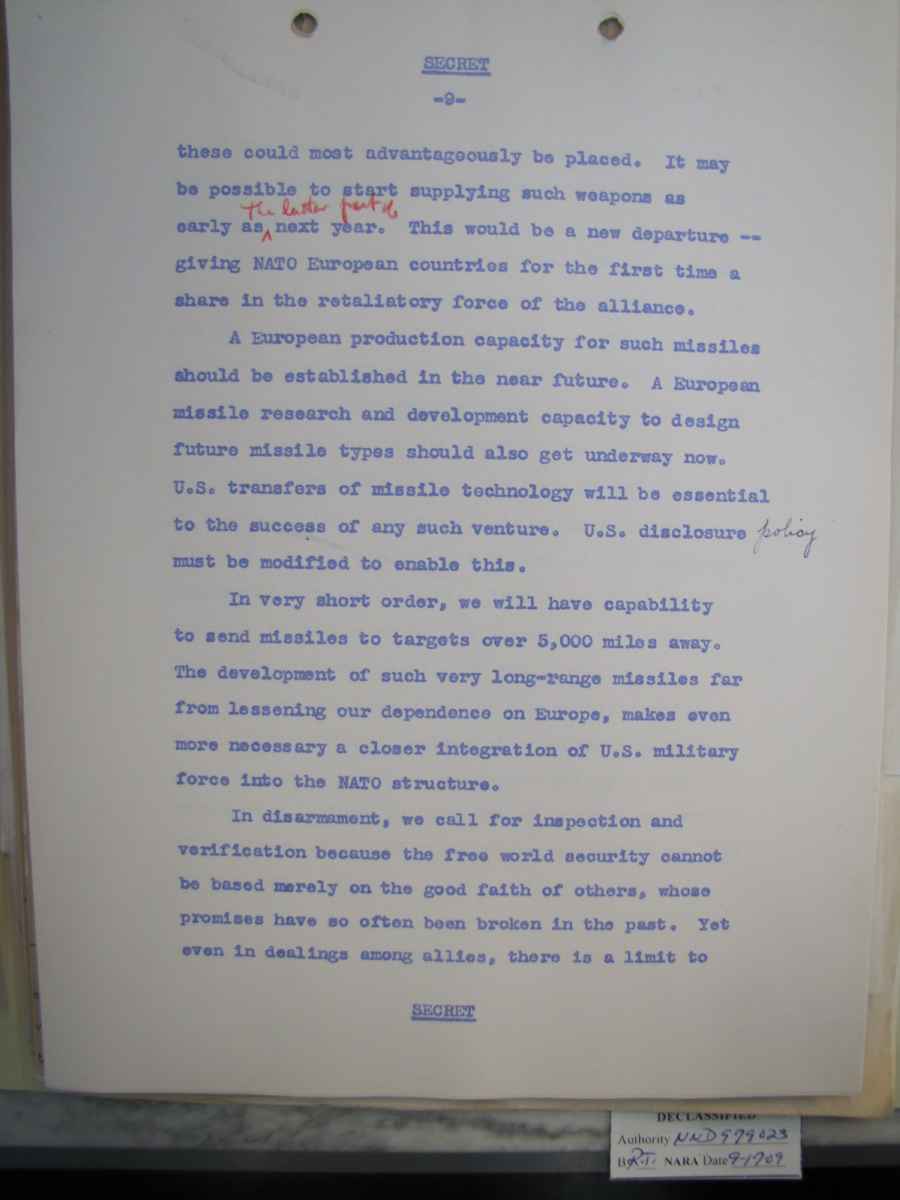 SECRET
-9-
these could most advantageously be placed. It may
be possible to start supplying such weapons as
the latter part of
early as next year. This would be a new departure --
giving NATO European countries for the first time a
share in the retaliatory force of the alliance.
A European production capacity for such missiles
should be established in the near future. A European
missile research and development capacity to design
future missile types should also get underway now.
U.S. transfers of missile technology will be essential
to the success of any such venture. U.S. disclosure policy
must be modified to enable this.
In very short order, we will have capability
to send missiles to targets over 5,000 miles away.
The development of such very long-range missiles far
from lessening our dependence on Europe, makes even
more necessary a closer integration of U.S. military
force into the NATO structure.
In disarmament, we call for inspection and
verification because the free world security cannot
be based merely on the good faith of others, whose
promises have so often been broken in the past. Yet
even in dealings among allies, there is a limit to
SECRET
DECLASSIFIED
Authority NND979023
By R.T. NARA Date 9-1709